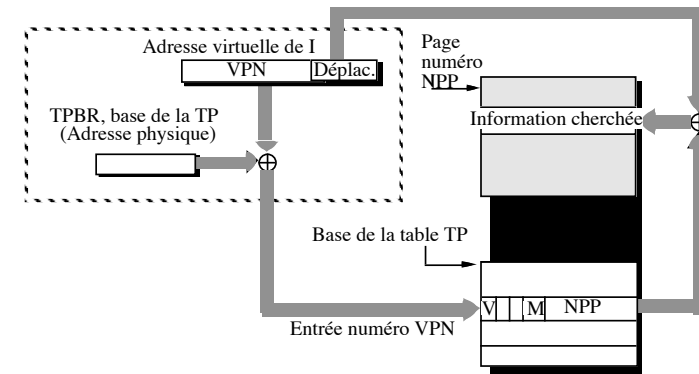 Adresse virtuelle de I
VPN
Déplac.
TPBR, base de la TP
(Adresse physique)
Page
numéro
NPP
Information cherchée
Base de la table TP
V
M
NPP
Entrée numéro VPN